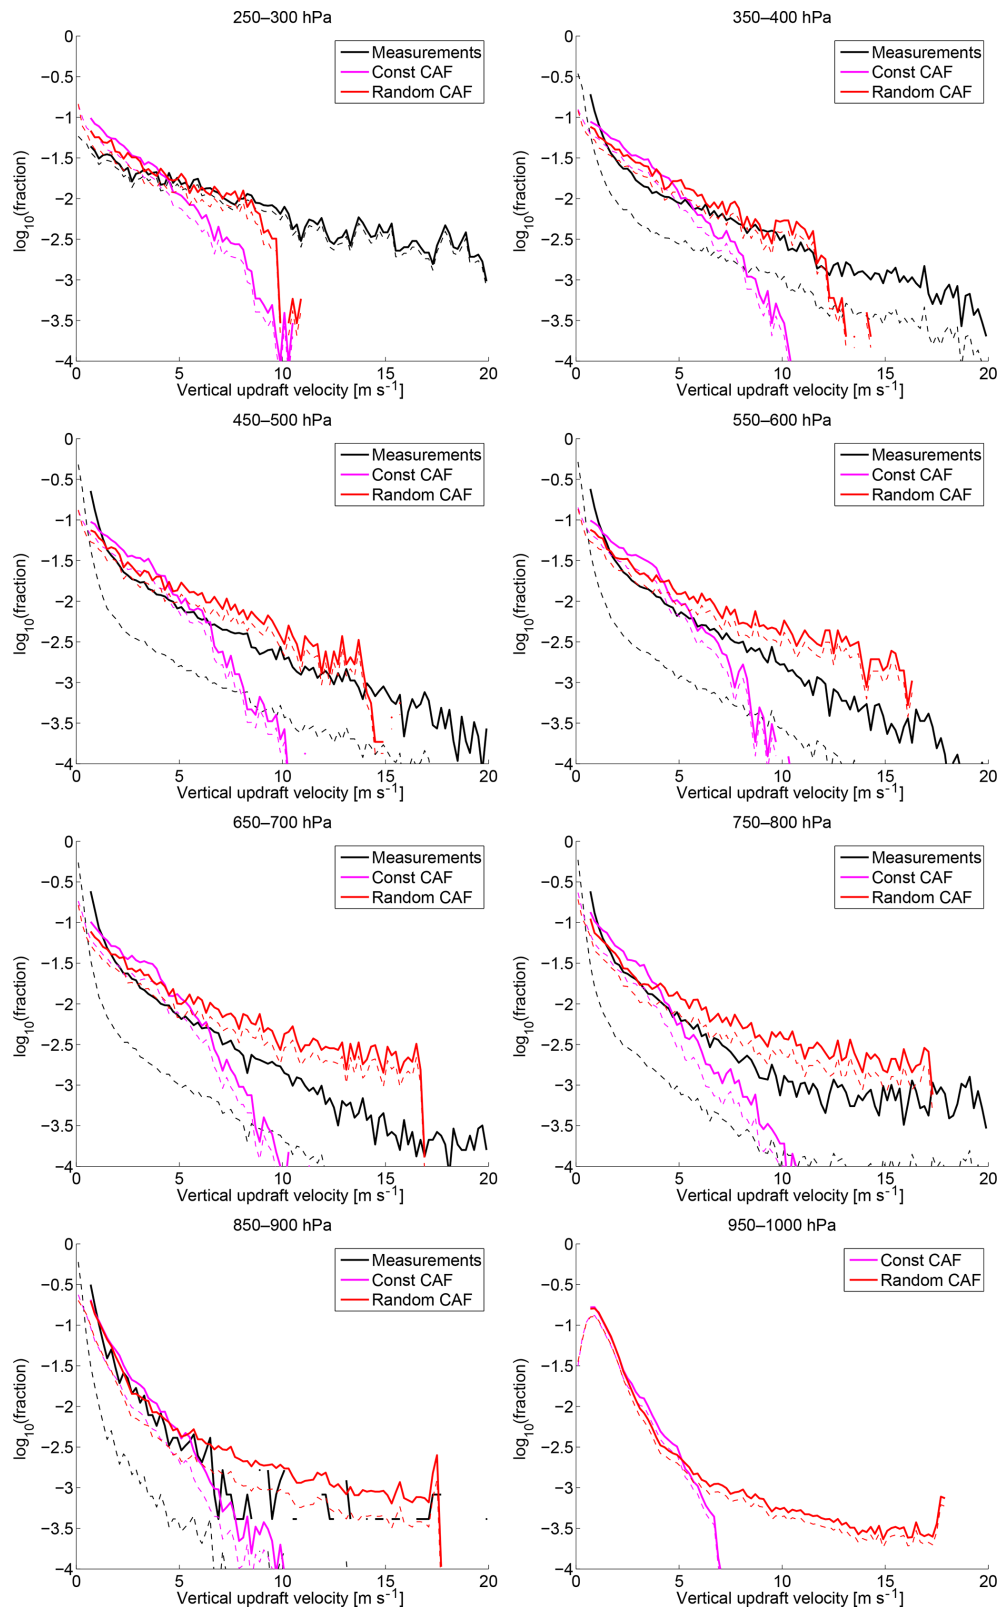 250–300 hPa
0
−0.5
−1
−1.5
−2
−2.5
−3
−3.5
−4
log10(fraction)
Measurements
Const CAF
Random CAF
0 5 10 15 20
Vertical updraft velocity [m s-1]
350–400 hPa
0
−0.5
−1
−1.5
−2
−2.5
−3
−3.5
−4
log10(fraction)
Measurements
Const CAF
Random CAF
0 5 10 15 20
Vertical updraft velocity [m s-1]
450–500 hPa
0
−0.5
−1
−1.5
−2
−2.5
−3
−3.5
−4
log10(fraction)
Measurements
Const CAF
Random CAF
0 5 10 15 20
Vertical updraft velocity [m s-1]
550–600 hPa
0
−0.5
−1
−1.5
−2
−2.5
−3
−3.5
−4
log10(fraction)
Measurements
Const CAF
Random CAF
0 5 10 15 20
Vertical updraft velocity [m s-1]
650–700 hPa
0
−0.5
−1
−1.5
−2
−2.5
−3
−3.5
−4
log10(fraction)
Measurements
Const CAF
Random CAF
0 5 10 15 20
Vertical updraft velocity [m s-1]
750–800 hPa
0
−0.5
−1
−1.5
−2
−2.5
−3
−3.5
−4
log10(fraction)
Measurements
Const CAF
Random CAF
0 5 10 15 20
Vertical updraft velocity [m s-1]
850–900 hPa
0
−0.5
−1
−1.5
−2
−2.5
−3
−3.5
−4
log10(fraction)
Measurements
Const CAF
Random CAF
0 5 10 15 20
Vertical updraft velocity [m s-1]
950–1000 hPa
0
−0.5
−1
−1.5
−2
−2.5
−3
−3.5
−4
log10(fraction)
Const CAF
Random CAF
0 5 10 15 20
Vertical updraft velocity [m s-1]